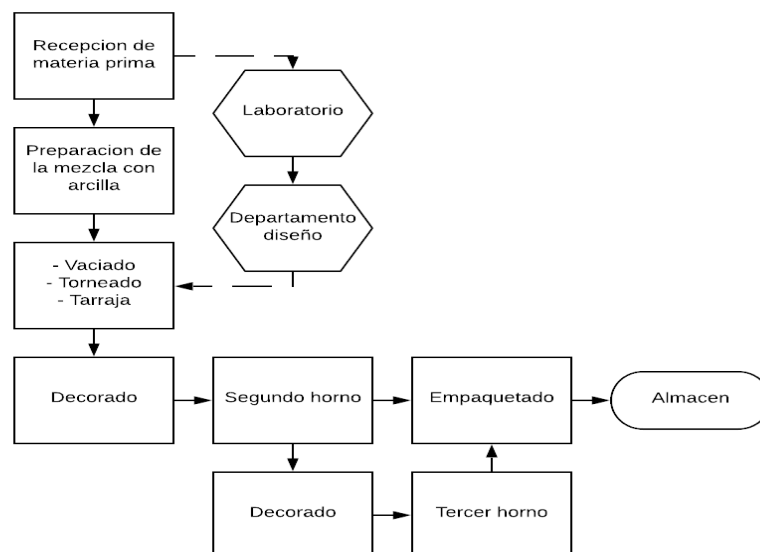 Recepcion de
materia prima
Laboratorio
Preparacion de
la mezcla con
arcilla
Departamento
diseño
- Vaciado
- Torneado
- Tarraja
Decorado
Segundo horno
Empaquetado
Almacen
Decorado
Tercer horno